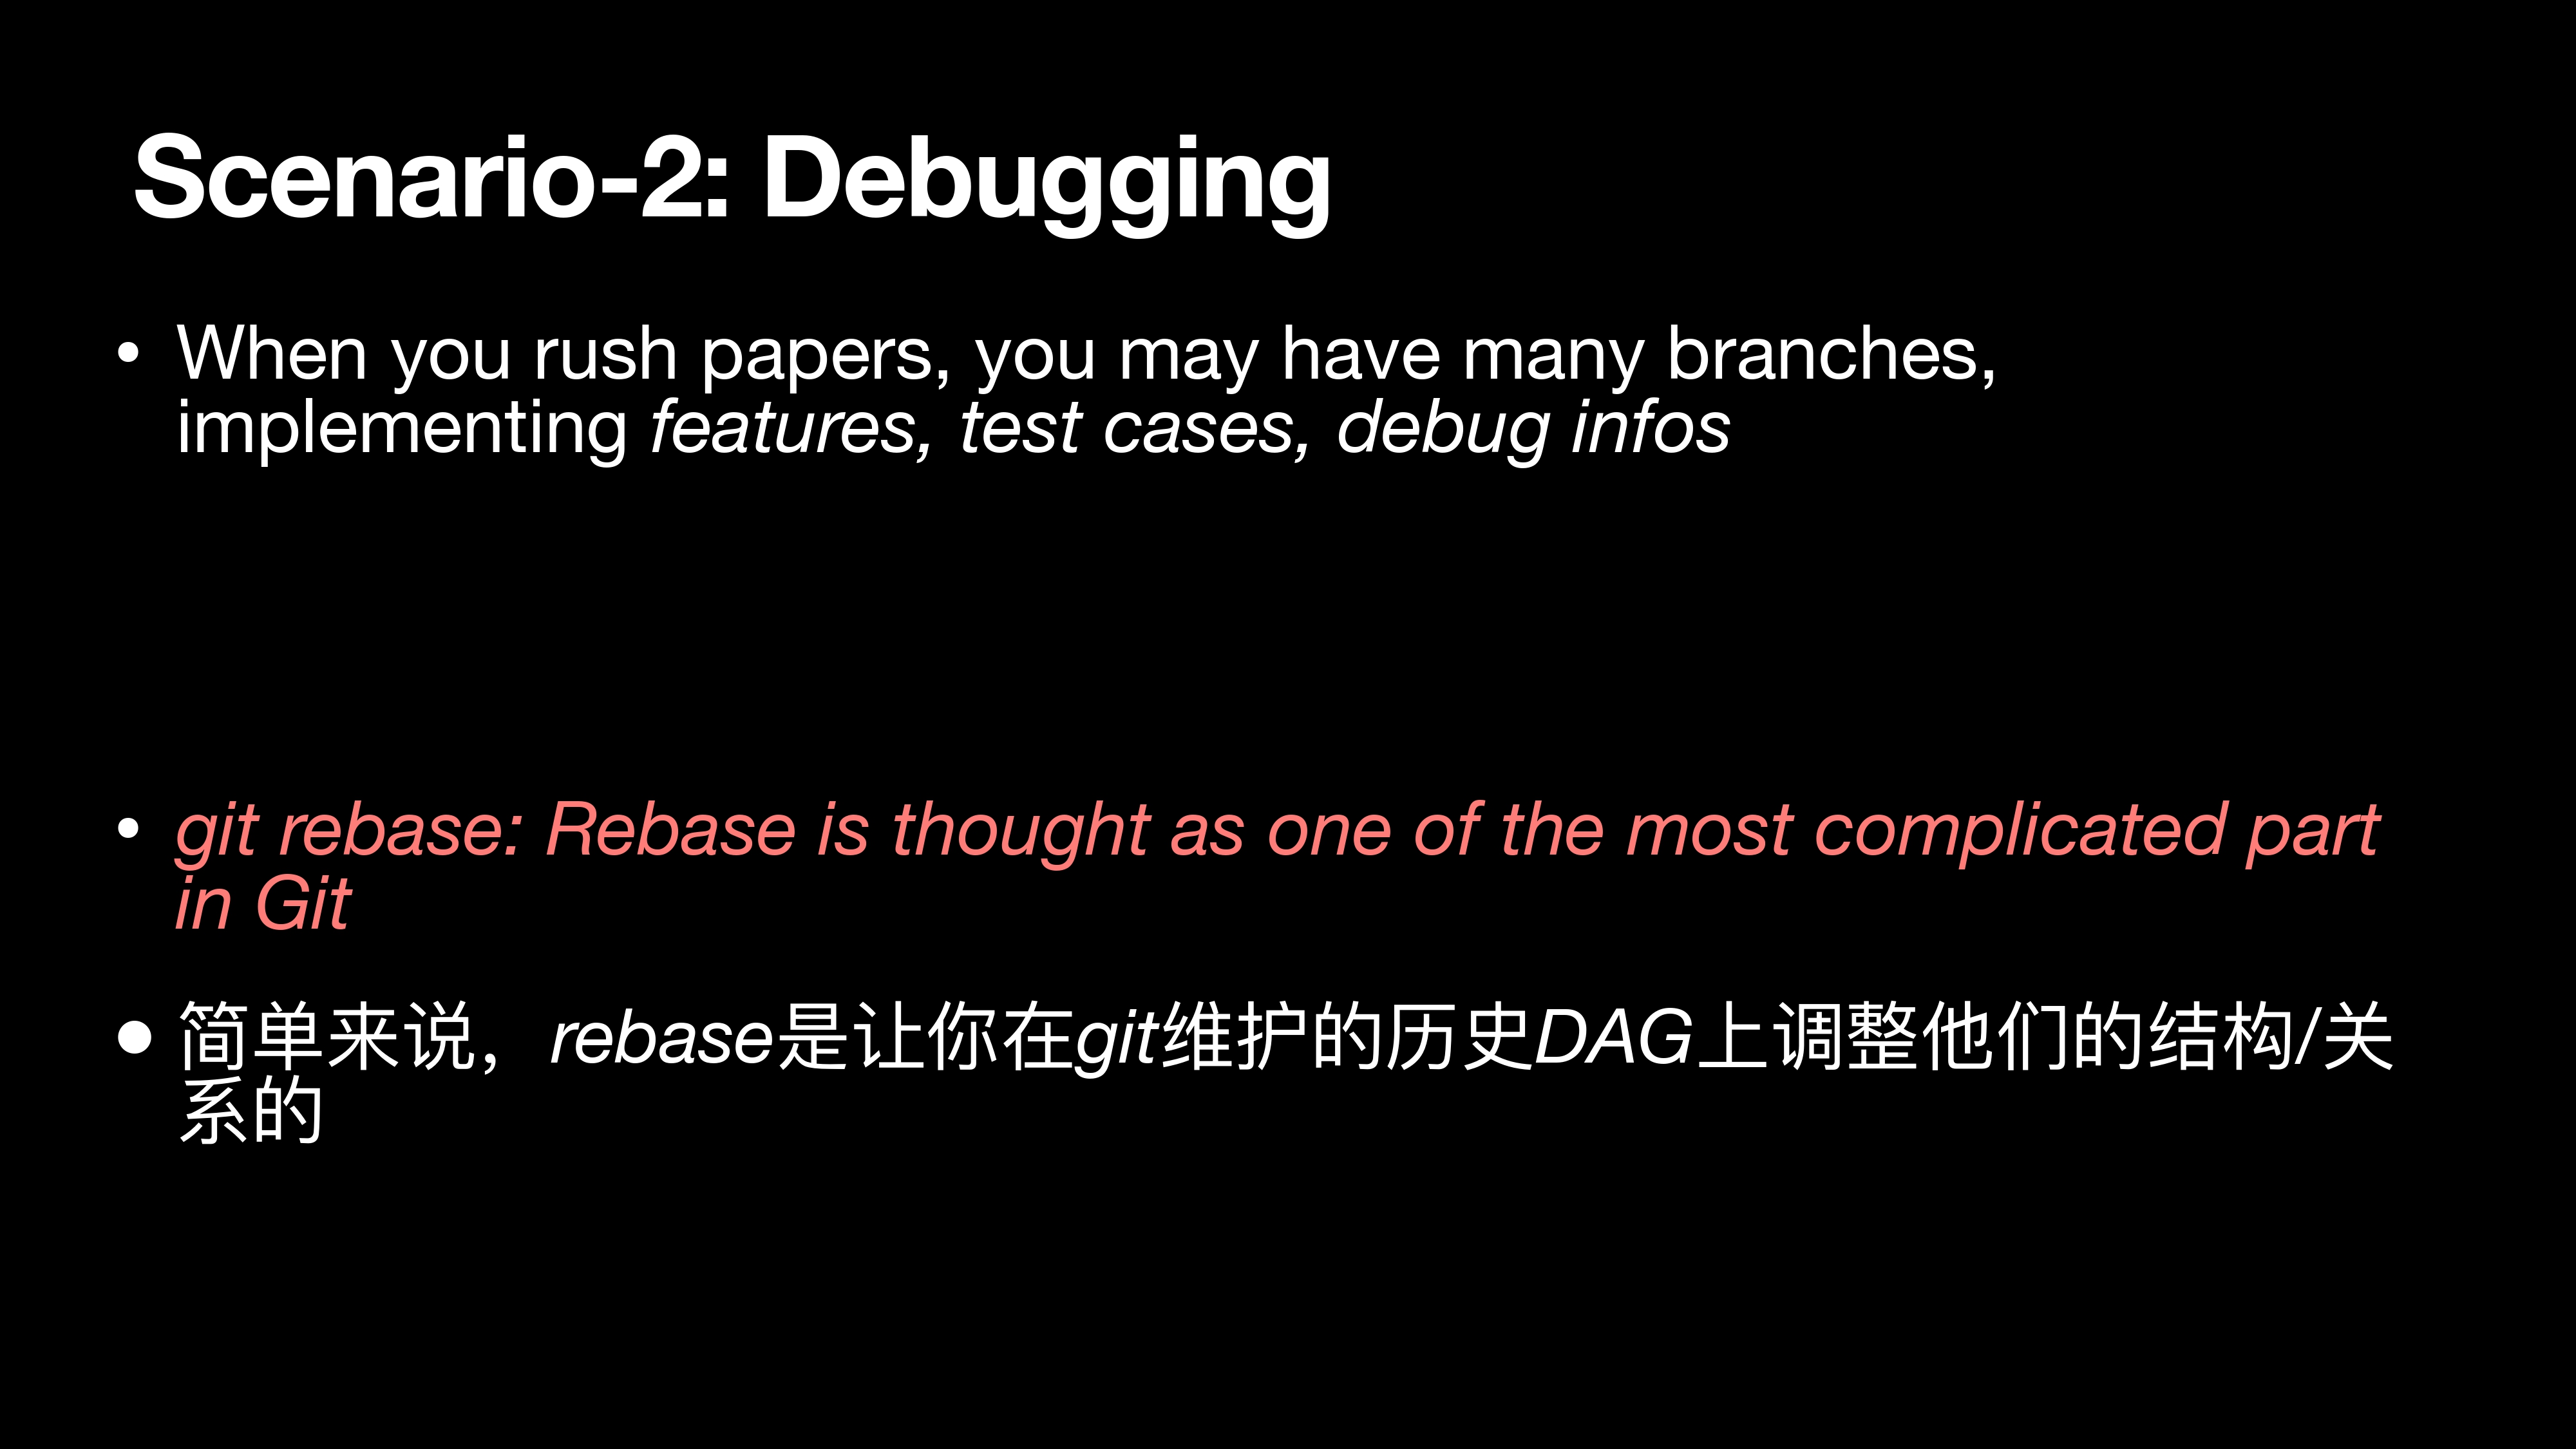 Scenario-2: Debugging
• When you rush papers, you may have many branches,
implementing features, test cases, debug infos
• git rebase: Rebase is thought as one of the most complicated part
in Git
• 简单来说，rebase是让你在git维护的历史DAG上调整他们的结构/关
系的